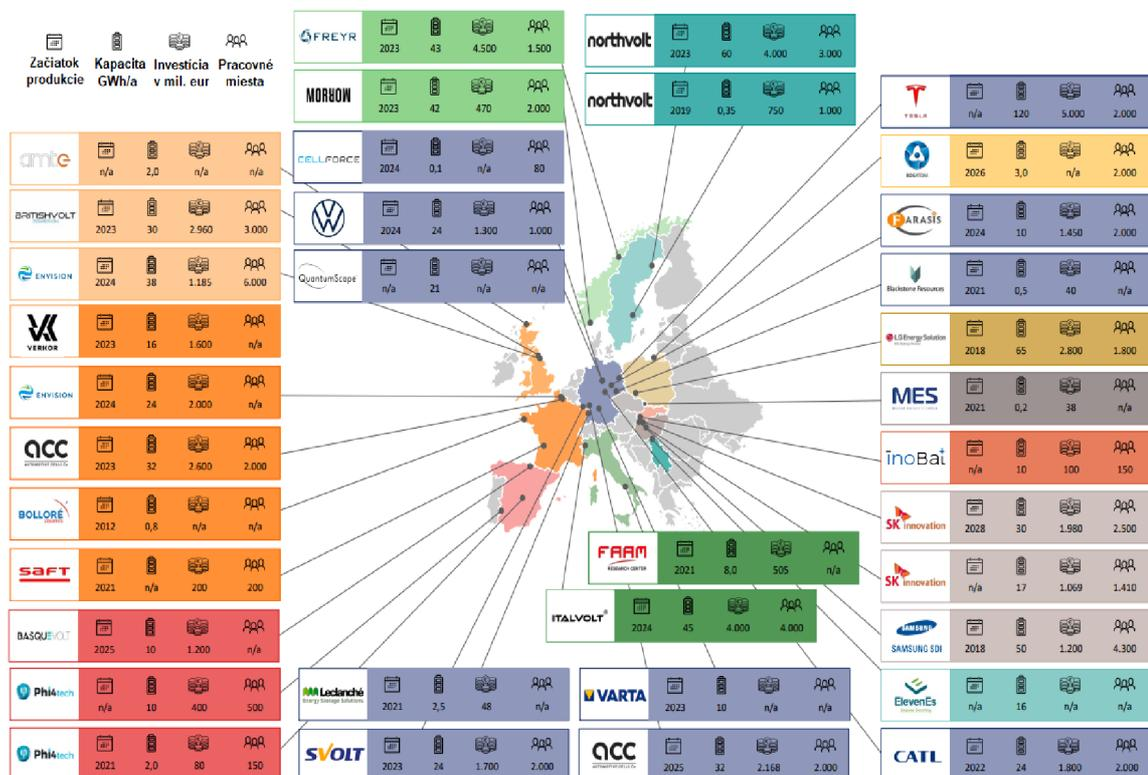 Začiatok produkcie
Kapacita GWh/a
Investícia v mil. eur
Pracovné miesta
FREYR
2023 43 4.500 1.500
MORROW
2023 42 470 2.000
northvolt
2023 60 4.000 3.000
northvolt
2019 0,35 750 1.000
amte
n/a 2,0 n/a n/a
BRITISHVOLT
2023 30 2.960 3.000
ENVISION
2024 38 1.185 6.000
VERKOR
2023 16 1.600 n/a
ENVISION
2024 24 2.000 n/a
acc
2023 32 2.600 2.000
BOLLORÉ
LOGISTICS
2012 0,8 n/a n/a
SAFT
2021 n/a 200 200
BASQUEVOLT
2025 10 1.200 n/a
Phi4tech
n/a 10 400 500
Phi4tech
2021 2,0 80 150
CELLFORCE
2024 0,1 n/a 80
VW
2024 24 1.300 1.000
QuantumScape
n/a 21 n/a n/a
TESLA
n/a 120 5.000 2.000
2026 3,0 n/a 2.000
FARASIS
2024 10 1.450 2.000
Blackstone Resources
2021 0,5 40 n/a
LG Energy Solution
2018 65 2.800 1.800
MES
2021 0,2 38 n/a
inoBat
n/a 10 100 150
SK innovation
2028 30 1.980 2.500
SK innovation
n/a 17 1.069 1.410
SAMSUNG
SAMSUNG SDI
2018 50 1.200 4.300
ElevenEs
n/a 16 n/a n/a
CATL
2022 24 1.800 2.000
FAAM
RESEARCH CENTER
2021 8,0 505 n/a
ITALVOLT
2024 45 4.000 4.000
Leclanché
Energy Storage Solutions
2021 2,5 48 n/a
SVOLT
2023 24 1.700 2.000
VARTA
2023 10 n/a n/a
acc
2025 32 2.168 2.000